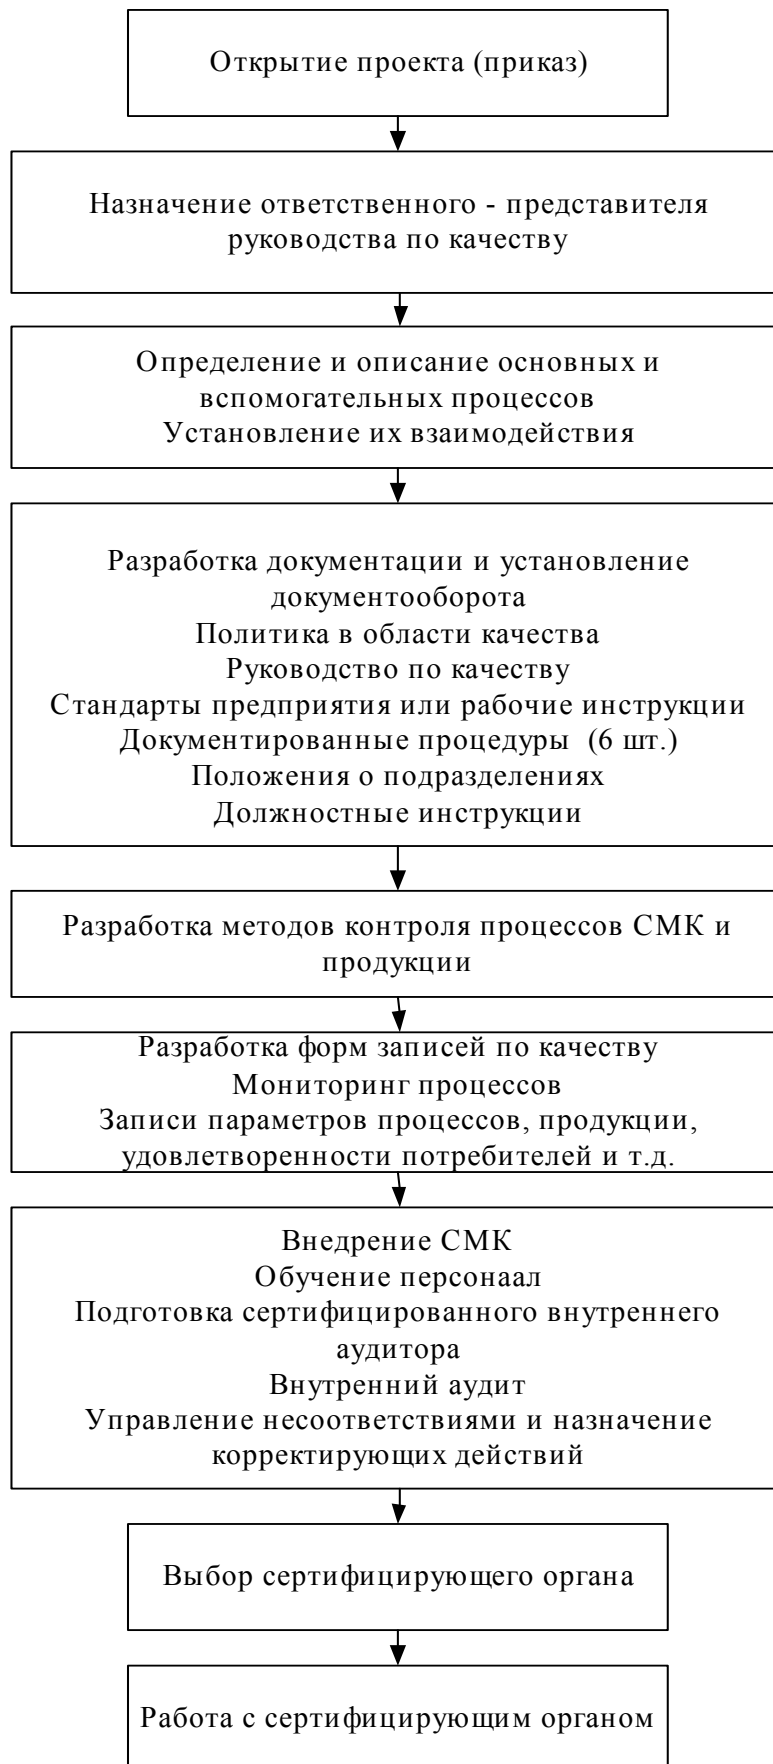 Открытие проекта (приказ)
Назначение ответственного - представителя
руководства по качеству
Определение и описание основных и
вспомогательных процессов
Установление их взаимодействия
Разработка документации и установление
документооборота
Политика в области качества
Руководство по качеству
Стандарты предприятия или рабочие инструкции
Документированные процедуры (6 шт.)
Положения о подразделениях
Должностные инструкции
Разработка методов контроля процессов СМК и
продукции
Разработка форм записей по качеству
Мониторинг процессов
Записи параметров процессов, продукции,
удовлетворенности потребителей и т.д.
Внедрение СМК
Обучение персонаал
Подготовка сертифицированного внутреннего
аудитора
Внутренний аудит
Управление несоответствиями и назначение
корректирующих действий
Выбор сертифицирующего органа
Работа с сертифицирующим органом